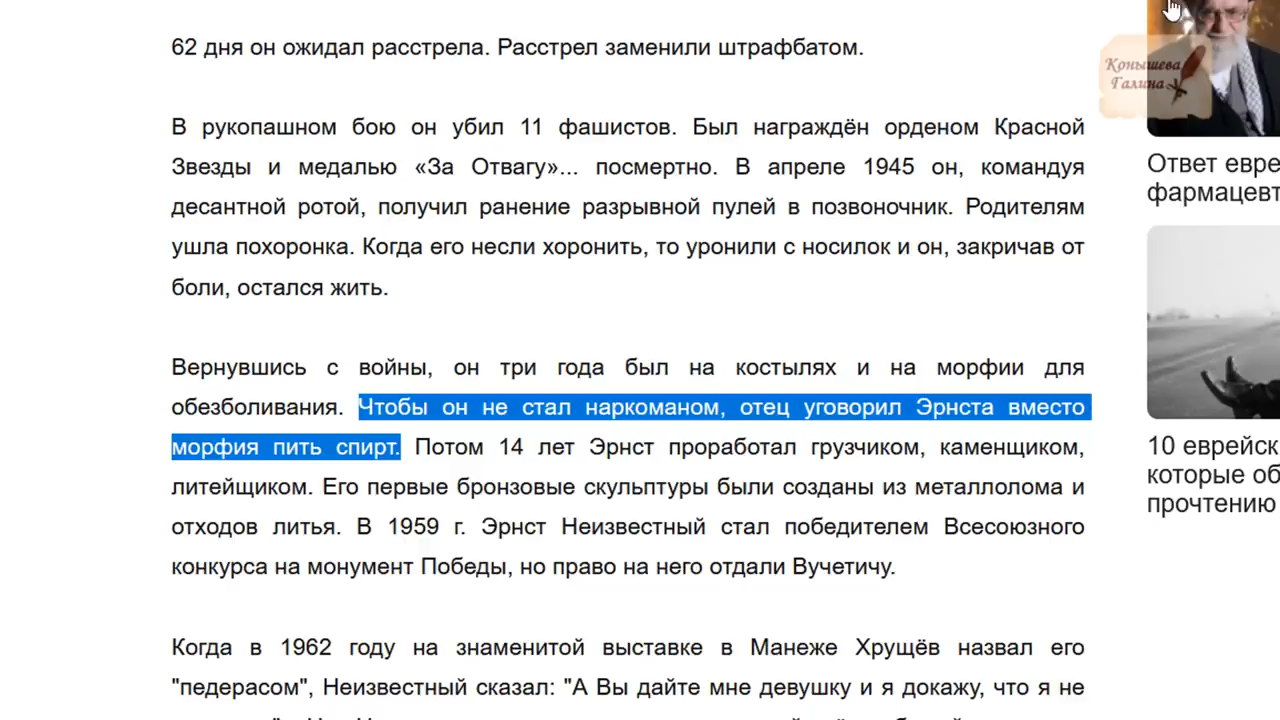 62 дня он ожидал расстрела. Расстрел заменили штрафбатом.
В рукопашном бою он убил 11 фашистов. Был награждён орденом Красной
Звезды и медалью «За Отвагу»... посмертно. В апреле 1945 он, командуя
десантной ротой, получил ранение разрывной пулей в позвоночник. Родителям
ушла похоронка. Когда его несли хоронить, то уронили с носилок и он, закричав от
боли, остался жить.
Вернувшись с войны, он три года был на костылях и на морфии для
обезболивания. Чтобы он не стал наркоманом, отец уговорил Эрнста вместо
морфия пить спирт. Потом 14 лет Эрнст проработал грузчиком, каменщиком,
литейщиком. Его первые бронзовые скульптуры были созданы из металлолома и
отходов литья. В 1959 г. Эрнст Неизвестный стал победителем Всесоюзного
конкурса на монумент Победы, но право на него отдали Вучетичу.
Когда в 1962 году на знаменитой выставке в Манеже Хрущёв назвал его
"педерасом", Неизвестный сказал: "А Вы дайте мне девушку и я докажу, что я не
Конышева
Галина
Ответ евре
фармацевт
10 еврейск
которые об
прочтению